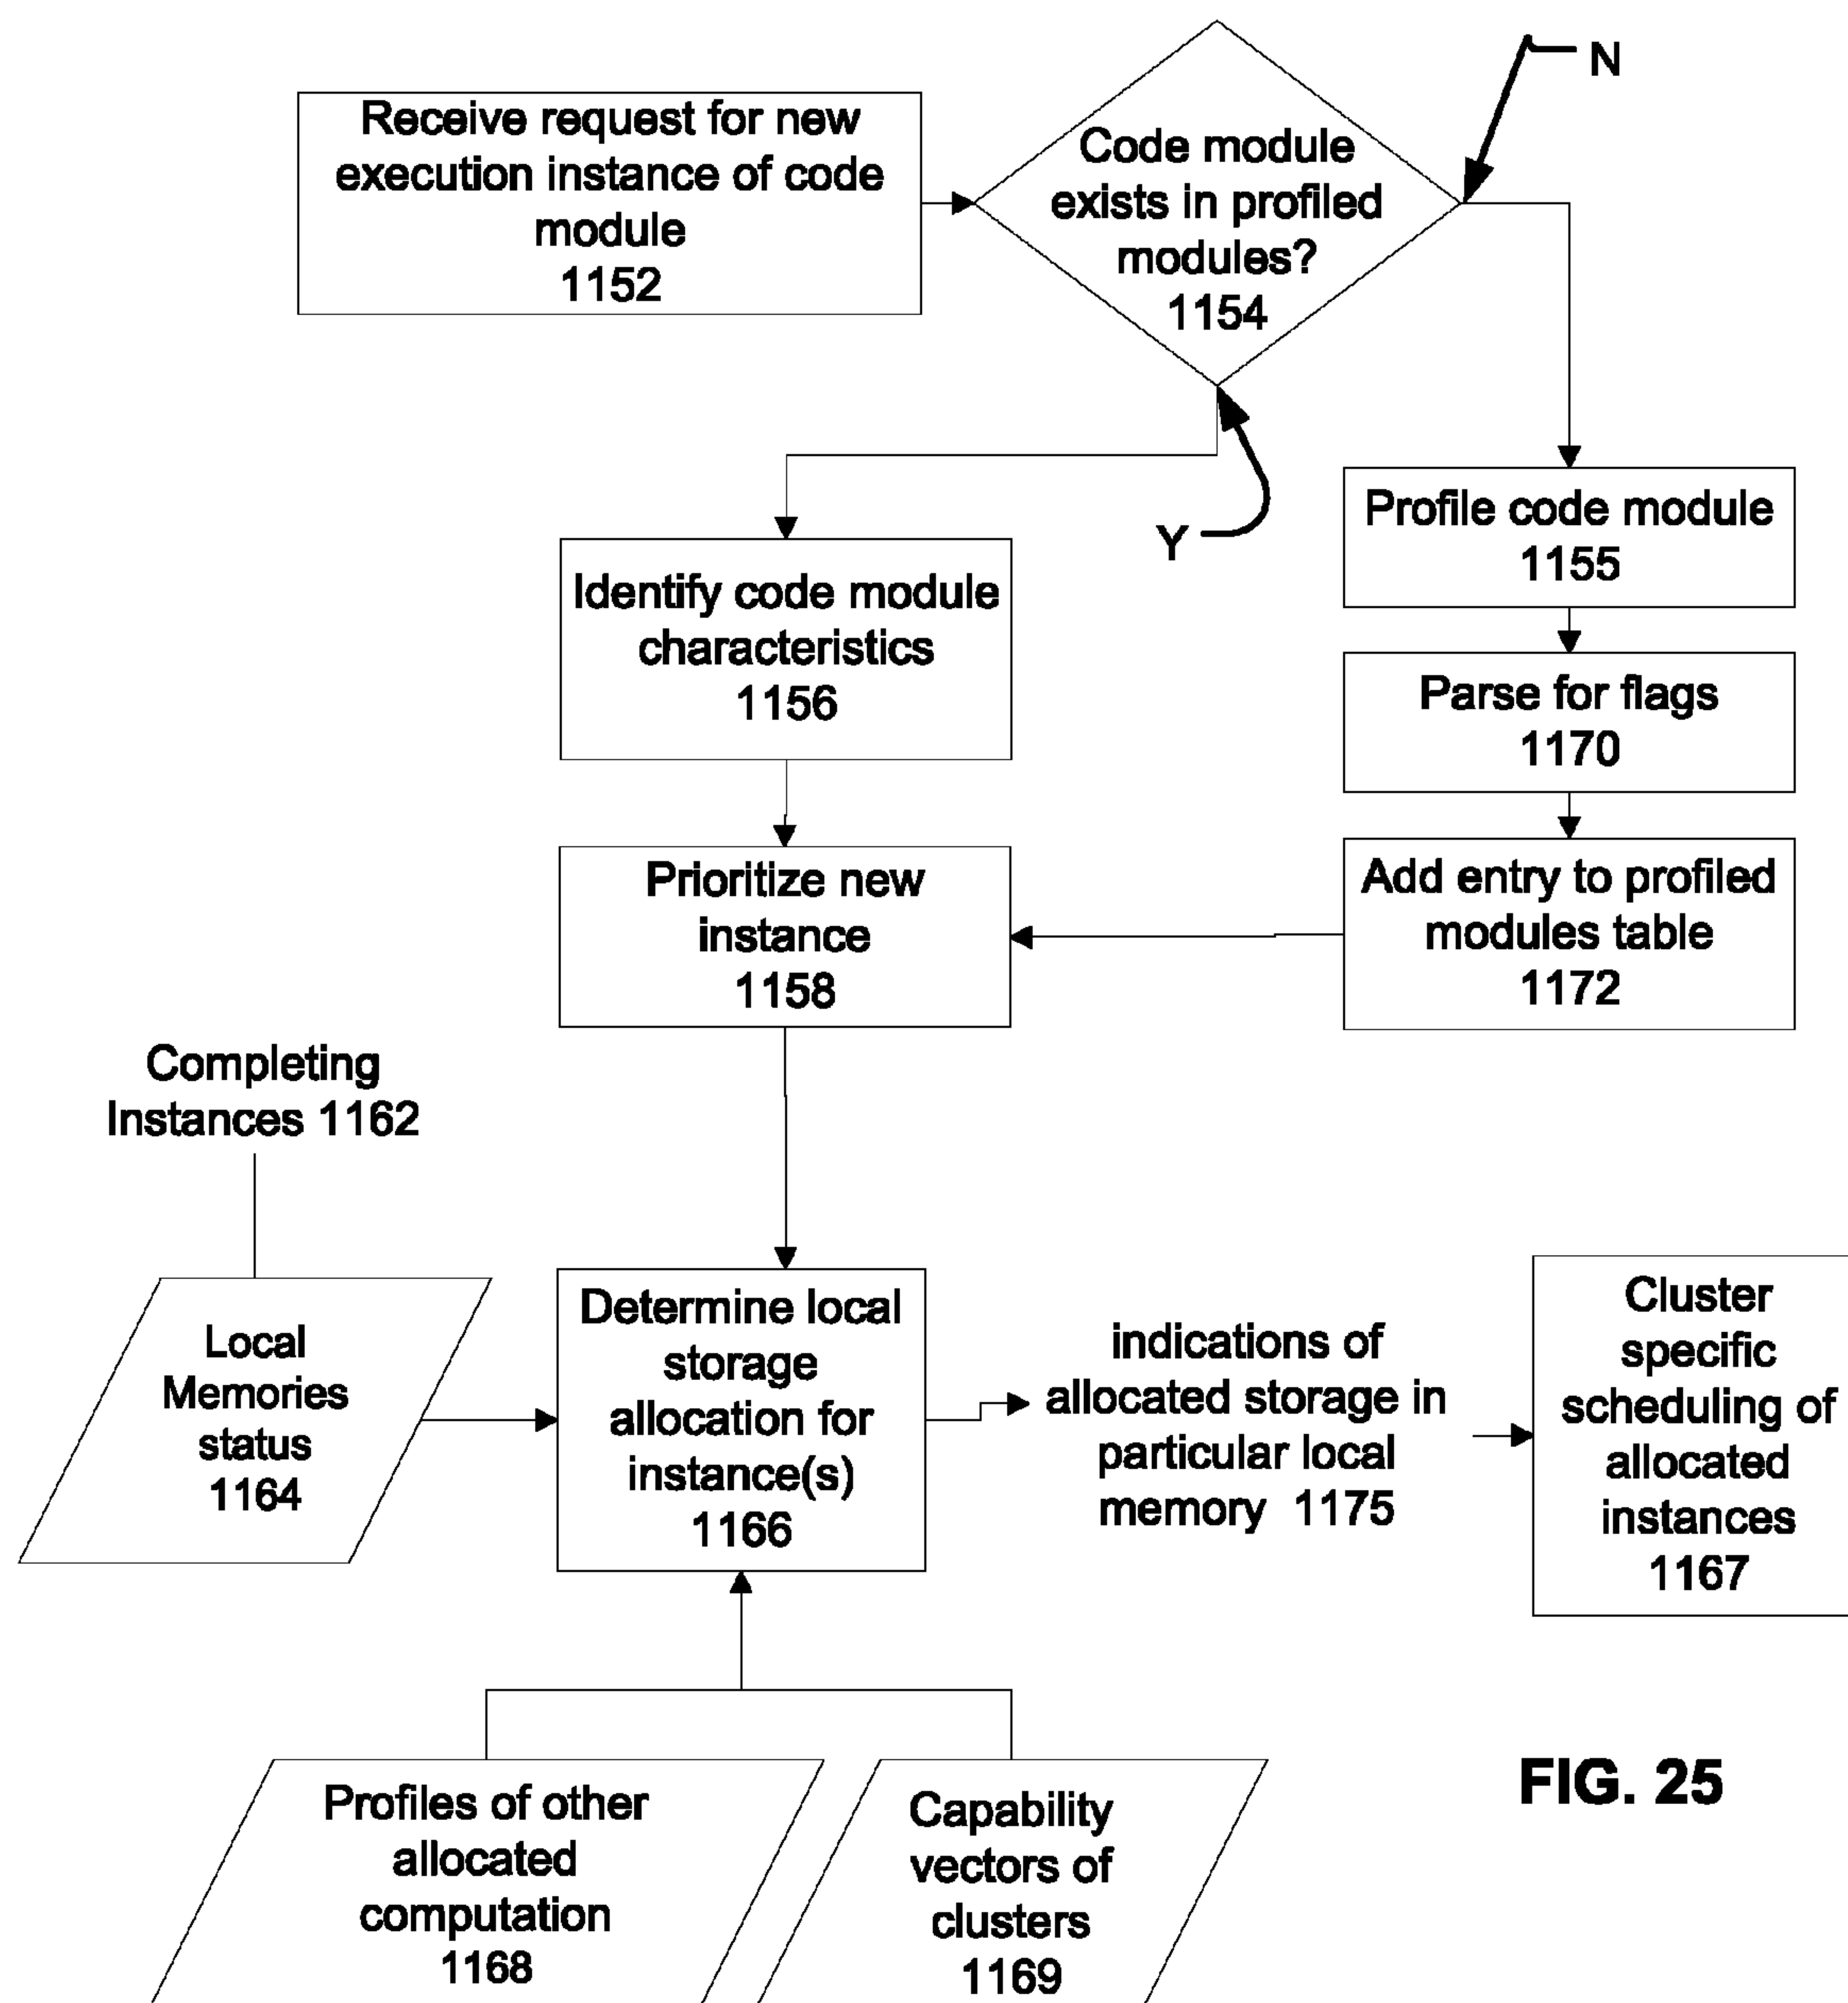 Receive request for new
execution instance of code
module
1152
Code module
exists in profiled
modules?
1154
N
Y
Profile code module
1155
Identify code module
characteristics
1156
Parse for flags
1170
Prioritize new
instance
1158
Add entry to profiled
modules table
1172
Completing
Instances 1162
Local
Memories
status
1164
Determine local
storage
allocation for
instance(s)
1166
indications of
allocated storage in
particular local
memory 1175
Cluster
specific
scheduling of
allocated
instances
1167
Profiles of other
allocated
computation
1168
Capability
vectors of
clusters
1169
FIG. 25